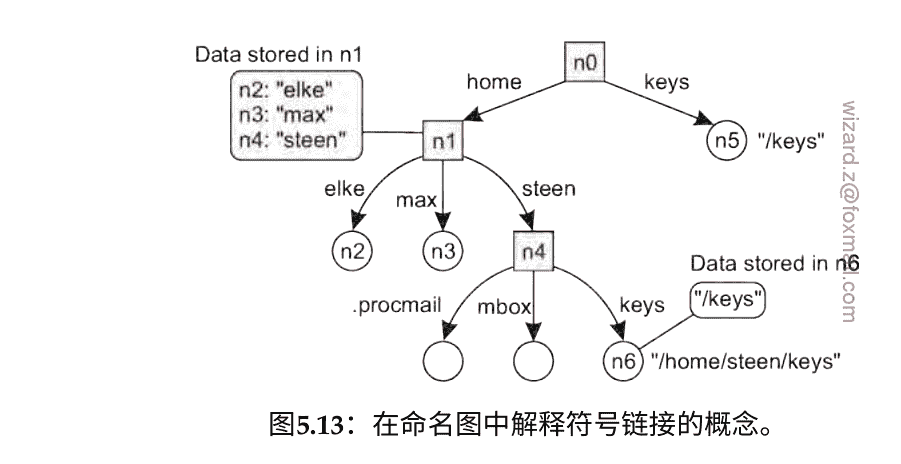 Data stored in n1
n0
n2: "elke"
n3: "max"
n4: "steen"
home
keys
n1
n5
"/keys"
elke
max
steen
n2
n3
n4
Data stored in n6
"/keys"
.procmail
mbox
keys
n6
"/home/steen/keys"
wizard.z@foxmail.com
图5.13：在命名图中解释符号链接的概念。